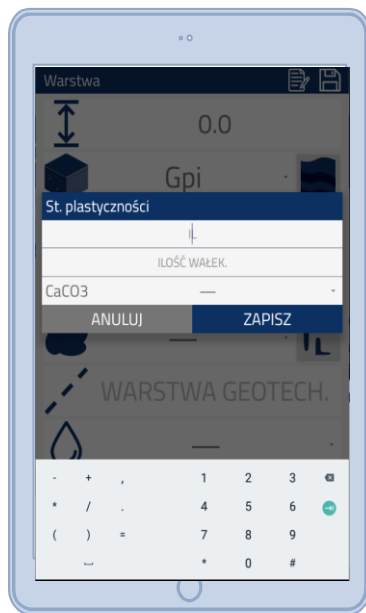 Warstwa
0.0
Gpi
St. plastyczności
IL
ILOŚĆ WAŁEK.
CaCO3 —
ANULUJ ZAPISZ
— IL
WARSTWA GEOTECH.
—
- + , 1 2 3
* / . 4 5 6
( ) = 7 8 9
* 0 #